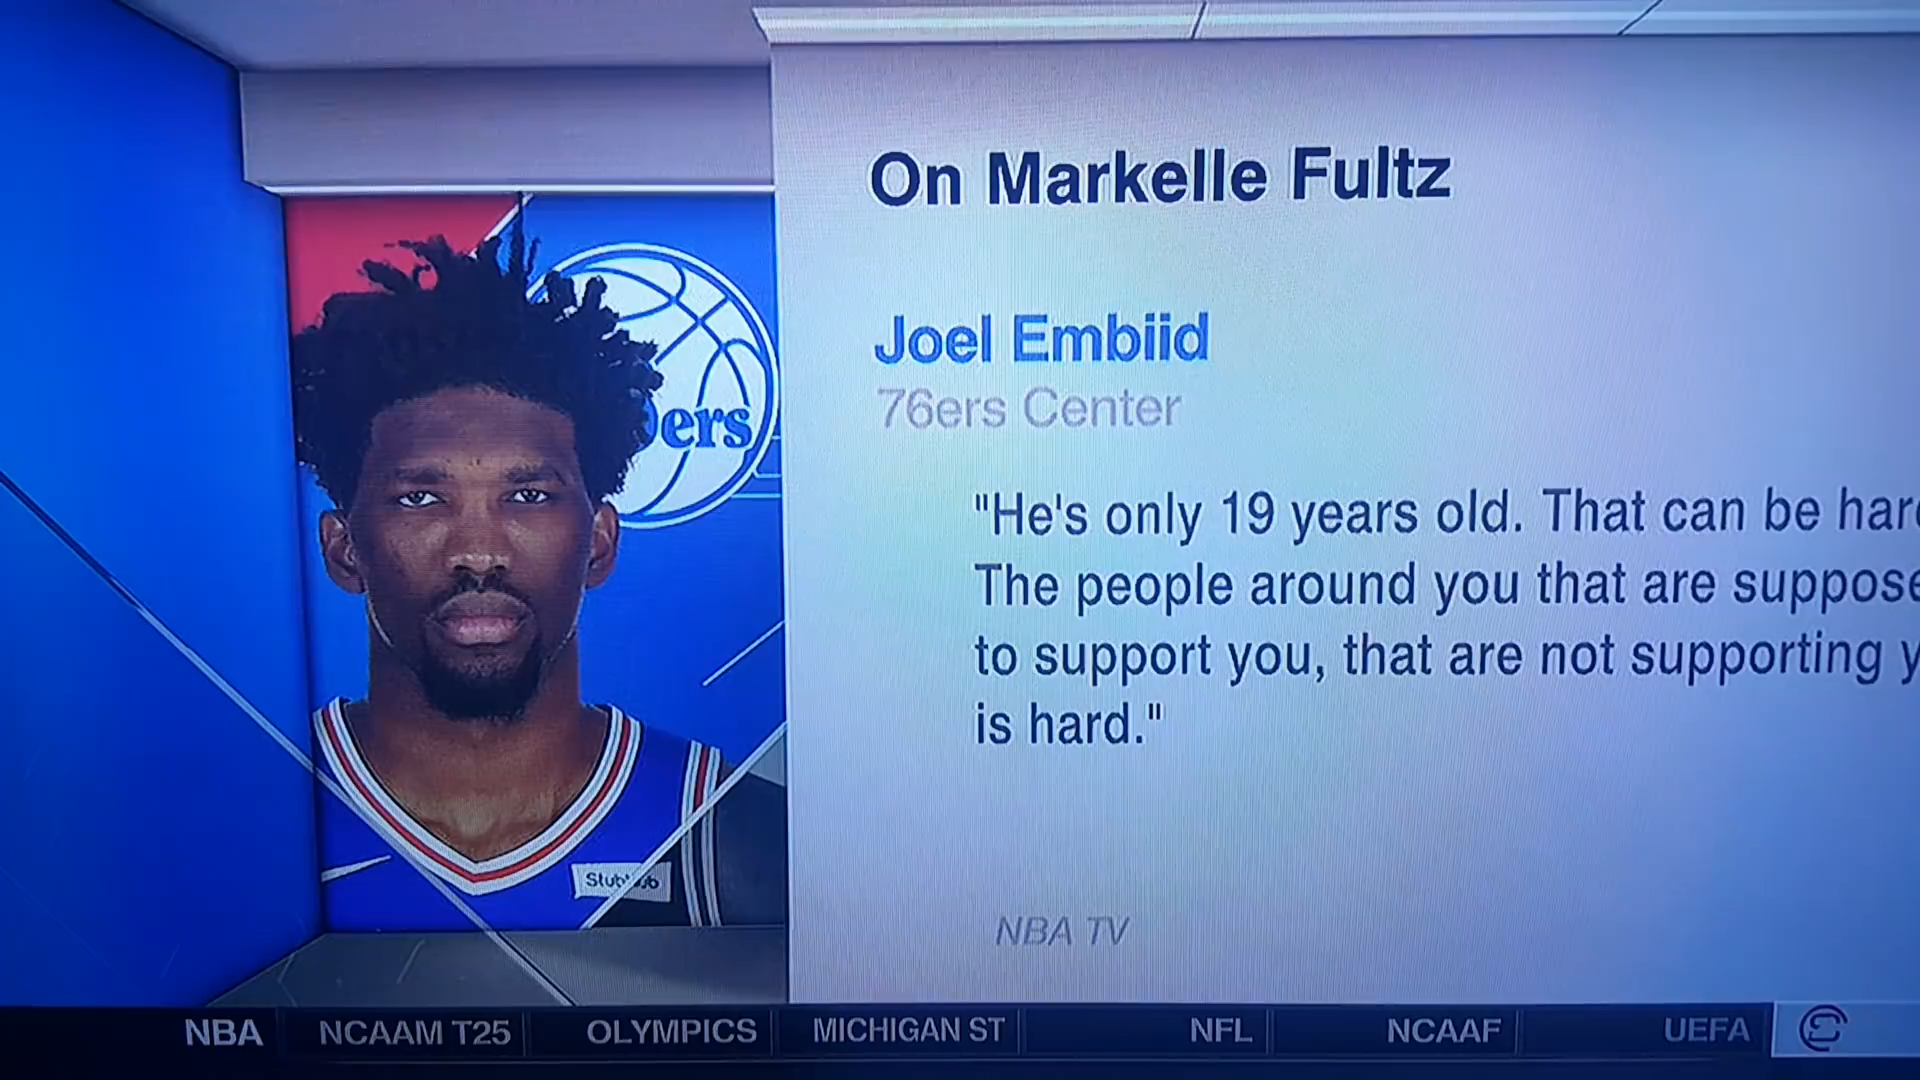 On Markelle Fultz
Joel Embiid
76ers Center
"He's only 19 years old. That can be
The people around you that are
to support you, that are not supporting
is hard."
NBA TV
ers
NBA NCAAM T25 OLYMPICS MICHIGAN ST NFL NCAAF UEFA